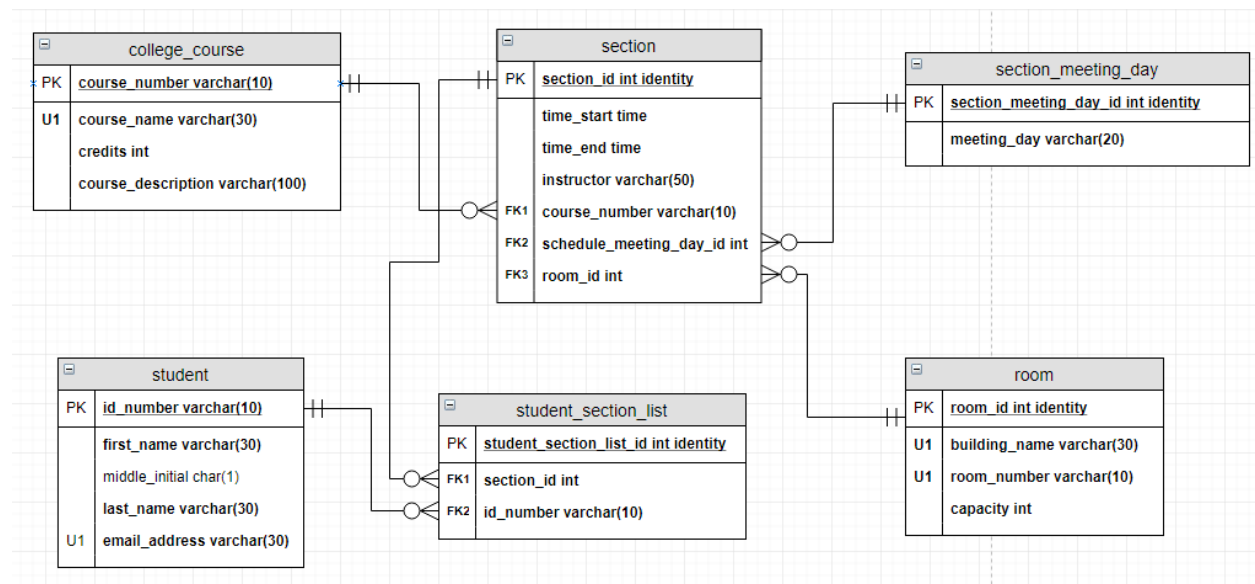 college_course
PK course_number varchar(10)
U1 course_name varchar(30)
credits int
course_description varchar(100)
section
PK section_id int identity
time_start time
time_end time
instructor varchar(50)
FK1 course_number varchar(10)
FK2 schedule_meeting_day_id int
FK3 room_id int
section_meeting_day
PK section_meeting_day_id int identity
meeting_day varchar(20)
student
PK id_number varchar(10)
first_name varchar(30)
middle_initial char(1)
last_name varchar(30)
U1 email_address varchar(30)
student_section_list
PK student_section_list_id int identity
FK1 section_id int
FK2 id_number varchar(10)
room
PK room_id int identity
U1 building_name varchar(30)
U1 room_number varchar(10)
capacity int